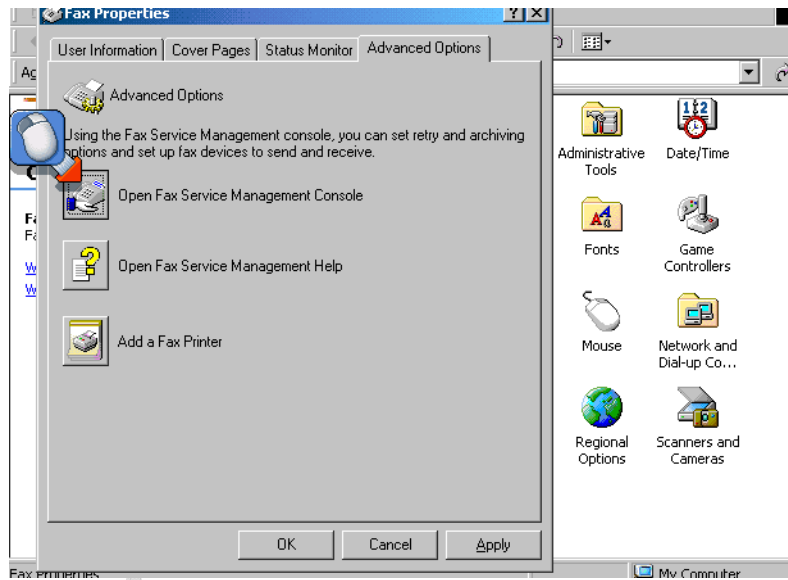 Fax Properties
User Information
Cover Pages
Status Monitor
Advanced Options
Advanced Options
Using the Fax Service Management console, you can set retry and archiving
options and set up fax devices to send and receive.
Open Fax Service Management Console
Open Fax Service Management Help
Add a Fax Printer
OK
Cancel
Apply
Administrative
Tools
Date/Time
Fonts
Game
Controllers
Mouse
Network and
Dial-up Co...
Regional
Options
Scanners and
Cameras
Fax Properties
My Computer